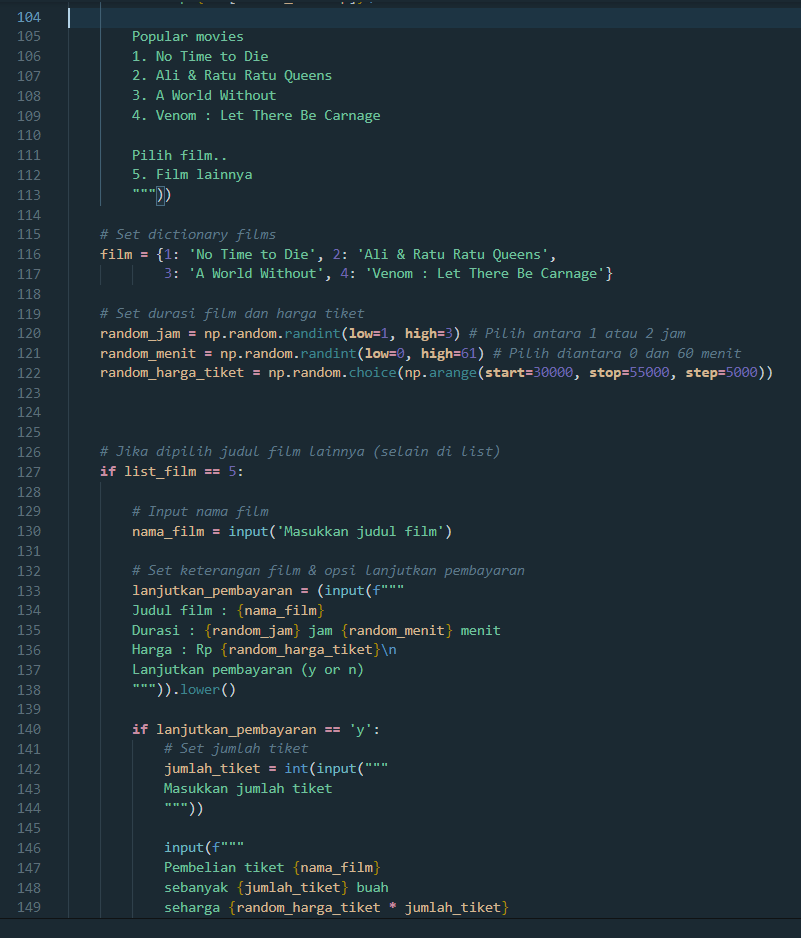 104
105 Popular movies
106 1. No Time to Die
107 2. Ali & Ratu Ratu Queens
108 3. A World Without
109 4. Venom : Let There Be Carnage
110
111 Pilih film..
112 5. Film lainnya
113 """))
114
115 # Set dictionary films
116 film = {1: 'No Time to Die', 2: 'Ali & Ratu Ratu Queens',
117 3: 'A World Without', 4: 'Venom : Let There Be Carnage'}
118
119 # Set durasi film dan harga tiket
120 random_jam = np.random.randint(low=1, high=3) # Pilih antara 1 atau 2 jam
121 random_menit = np.random.randint(low=0, high=61) # Pilih diantara 0 dan 60 menit
122 random_harga_tiket = np.random.choice(np.arange(start=30000, stop=55000, step=5000))
123
124
125
126 # Jika dipilih judul film lainnya (selain di list)
127 if list_film == 5:
128
129 # Input nama film
130 nama_film = input('Masukkan judul film')
131
132 # Set keterangan film & opsi lanjutkan pembayaran
133 lanjutkan_pembayaran = (input(f"""
134 Judul film : {nama_film}
135 Durasi : {random_jam} jam {random_menit} menit
136 Harga : Rp {random_harga_tiket}\n
137 Lanjutkan pembayaran (y or n)
138 """)).lower()
139
140 if lanjutkan_pembayaran == 'y':
141 # Set jumlah tiket
142 jumlah_tiket = int(input("""
143 Masukkan jumlah tiket
144 """))
145
146 input(f"""
147 Pembelian tiket {nama_film}
148 sebanyak {jumlah_tiket} buah
149 seharga {random_harga_tiket * jumlah_tiket}